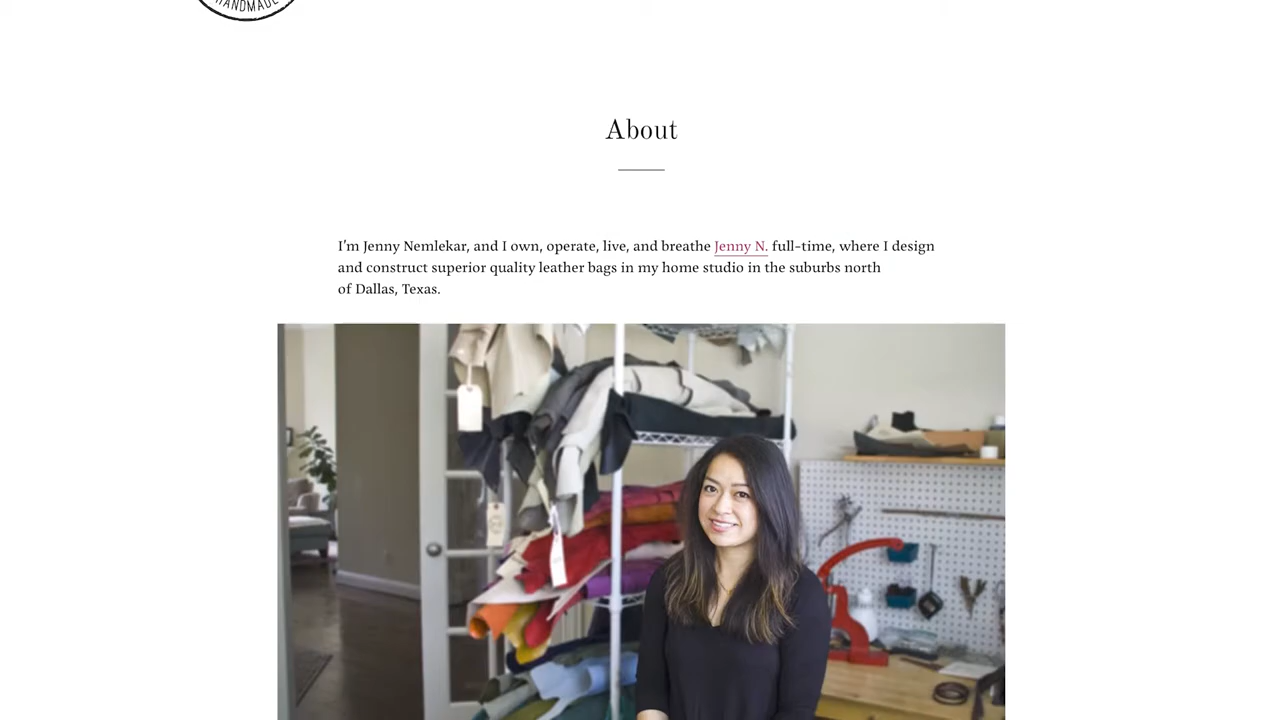 HANDMADE
About
I'm Jenny Nemlekar, and I own, operate, live, and breathe Jenny N. full-time, where I design
and construct superior quality leather bags in my home studio in the suburbs north
of Dallas, Texas.